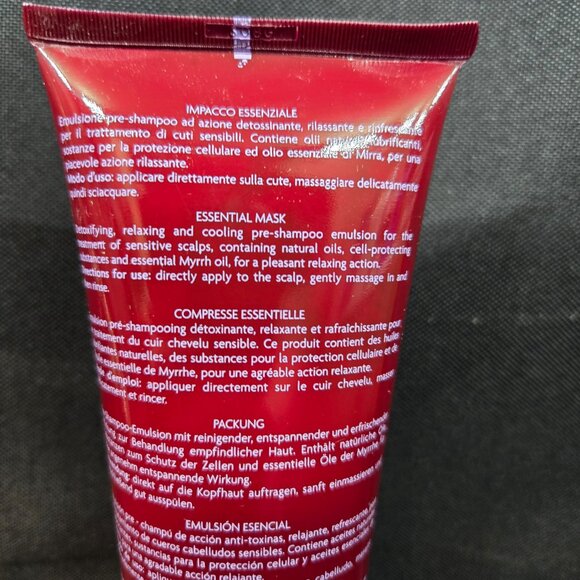 IMPACCO ESSENZIALE
Emulsione pre-shampoo ad azione detossinante, rilassante e rinfrescante
per il trattamento di cuti sensibili. Contiene olii naturali lubrificanti,
sostanze per la protezione cellulare ed olio essenziale di Mirra, per una
piacevole azione rilassante.
Modo d'uso: applicare direttamente sulla cute, massaggiare delicatamente
quindi sciacquare.
ESSENTIAL MASK
Detoxifying, relaxing and cooling pre-shampoo emulsion for the
treatment of sensitive scalps, containing natural oils, cell-protecting
substances and essential Myrrh oil, for a pleasant relaxing action.
Directions for use: directly apply to the scalp, gently massage in and
then rinse.
COMPRESSE ESSENTIELLE
pré-shampooing détoxinante, relaxante et rafraîchissante pour
du cuir chevelu sensible. Ce produit contient des huiles
naturelles, des substances pour la protection cellulaire et de
essentielle de Myrrhe, pour une agréable action relaxante.
d'emploi: appliquer directement sur le cuir chevelu, masser
et rincer.
PACKUNG
mit reinigender, entspannender und erfrischender
zur Behandlung empfindlicher Haut. Enthält natürliche Öle,
zum Schutz der Zellen und essentielle Öle der Myrrhe, für
entspannende Wirkung.
direkt auf die Kopfhaut auftragen, sanft einmassieren und
gut ausspülen.
EMULSIÓN ESENCIAL
pre - champú de acción anti-toxinas, relajante, refrescante
de cueros cabelludos sensibles. Contiene aceites
sustancias para la protección celular y aceites esencial
agradable acción relajante.
cabelludo,